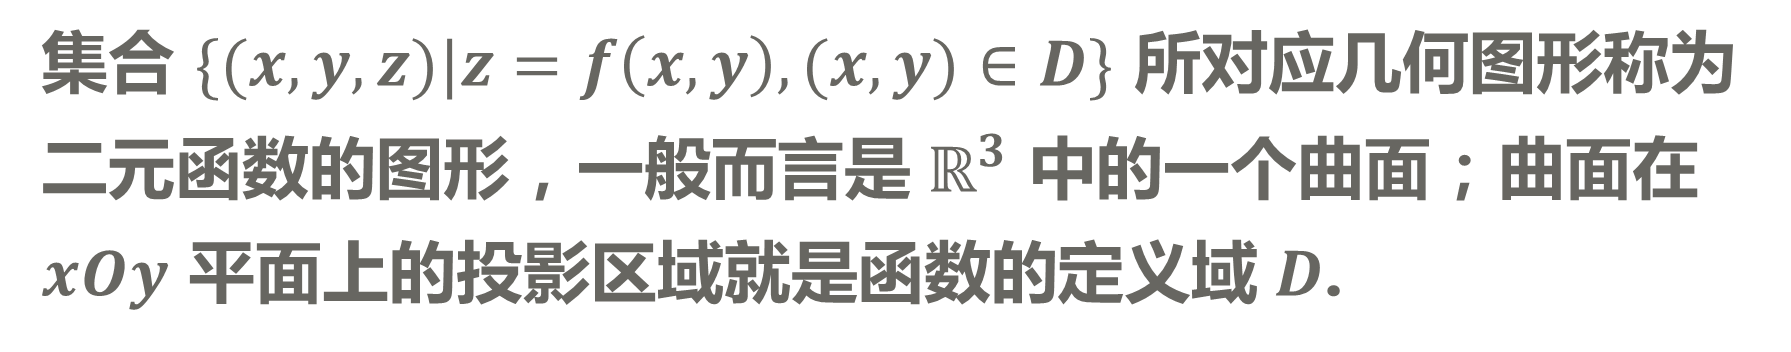 集合 {(x, y, z)|z = f(x, y), (x, y) ∈ D} 所对应几何图形称为
二元函数的图形，一般而言是 ℝ³ 中的一个曲面；曲面在
xOy 平面上的投影区域就是函数的定义域 D.